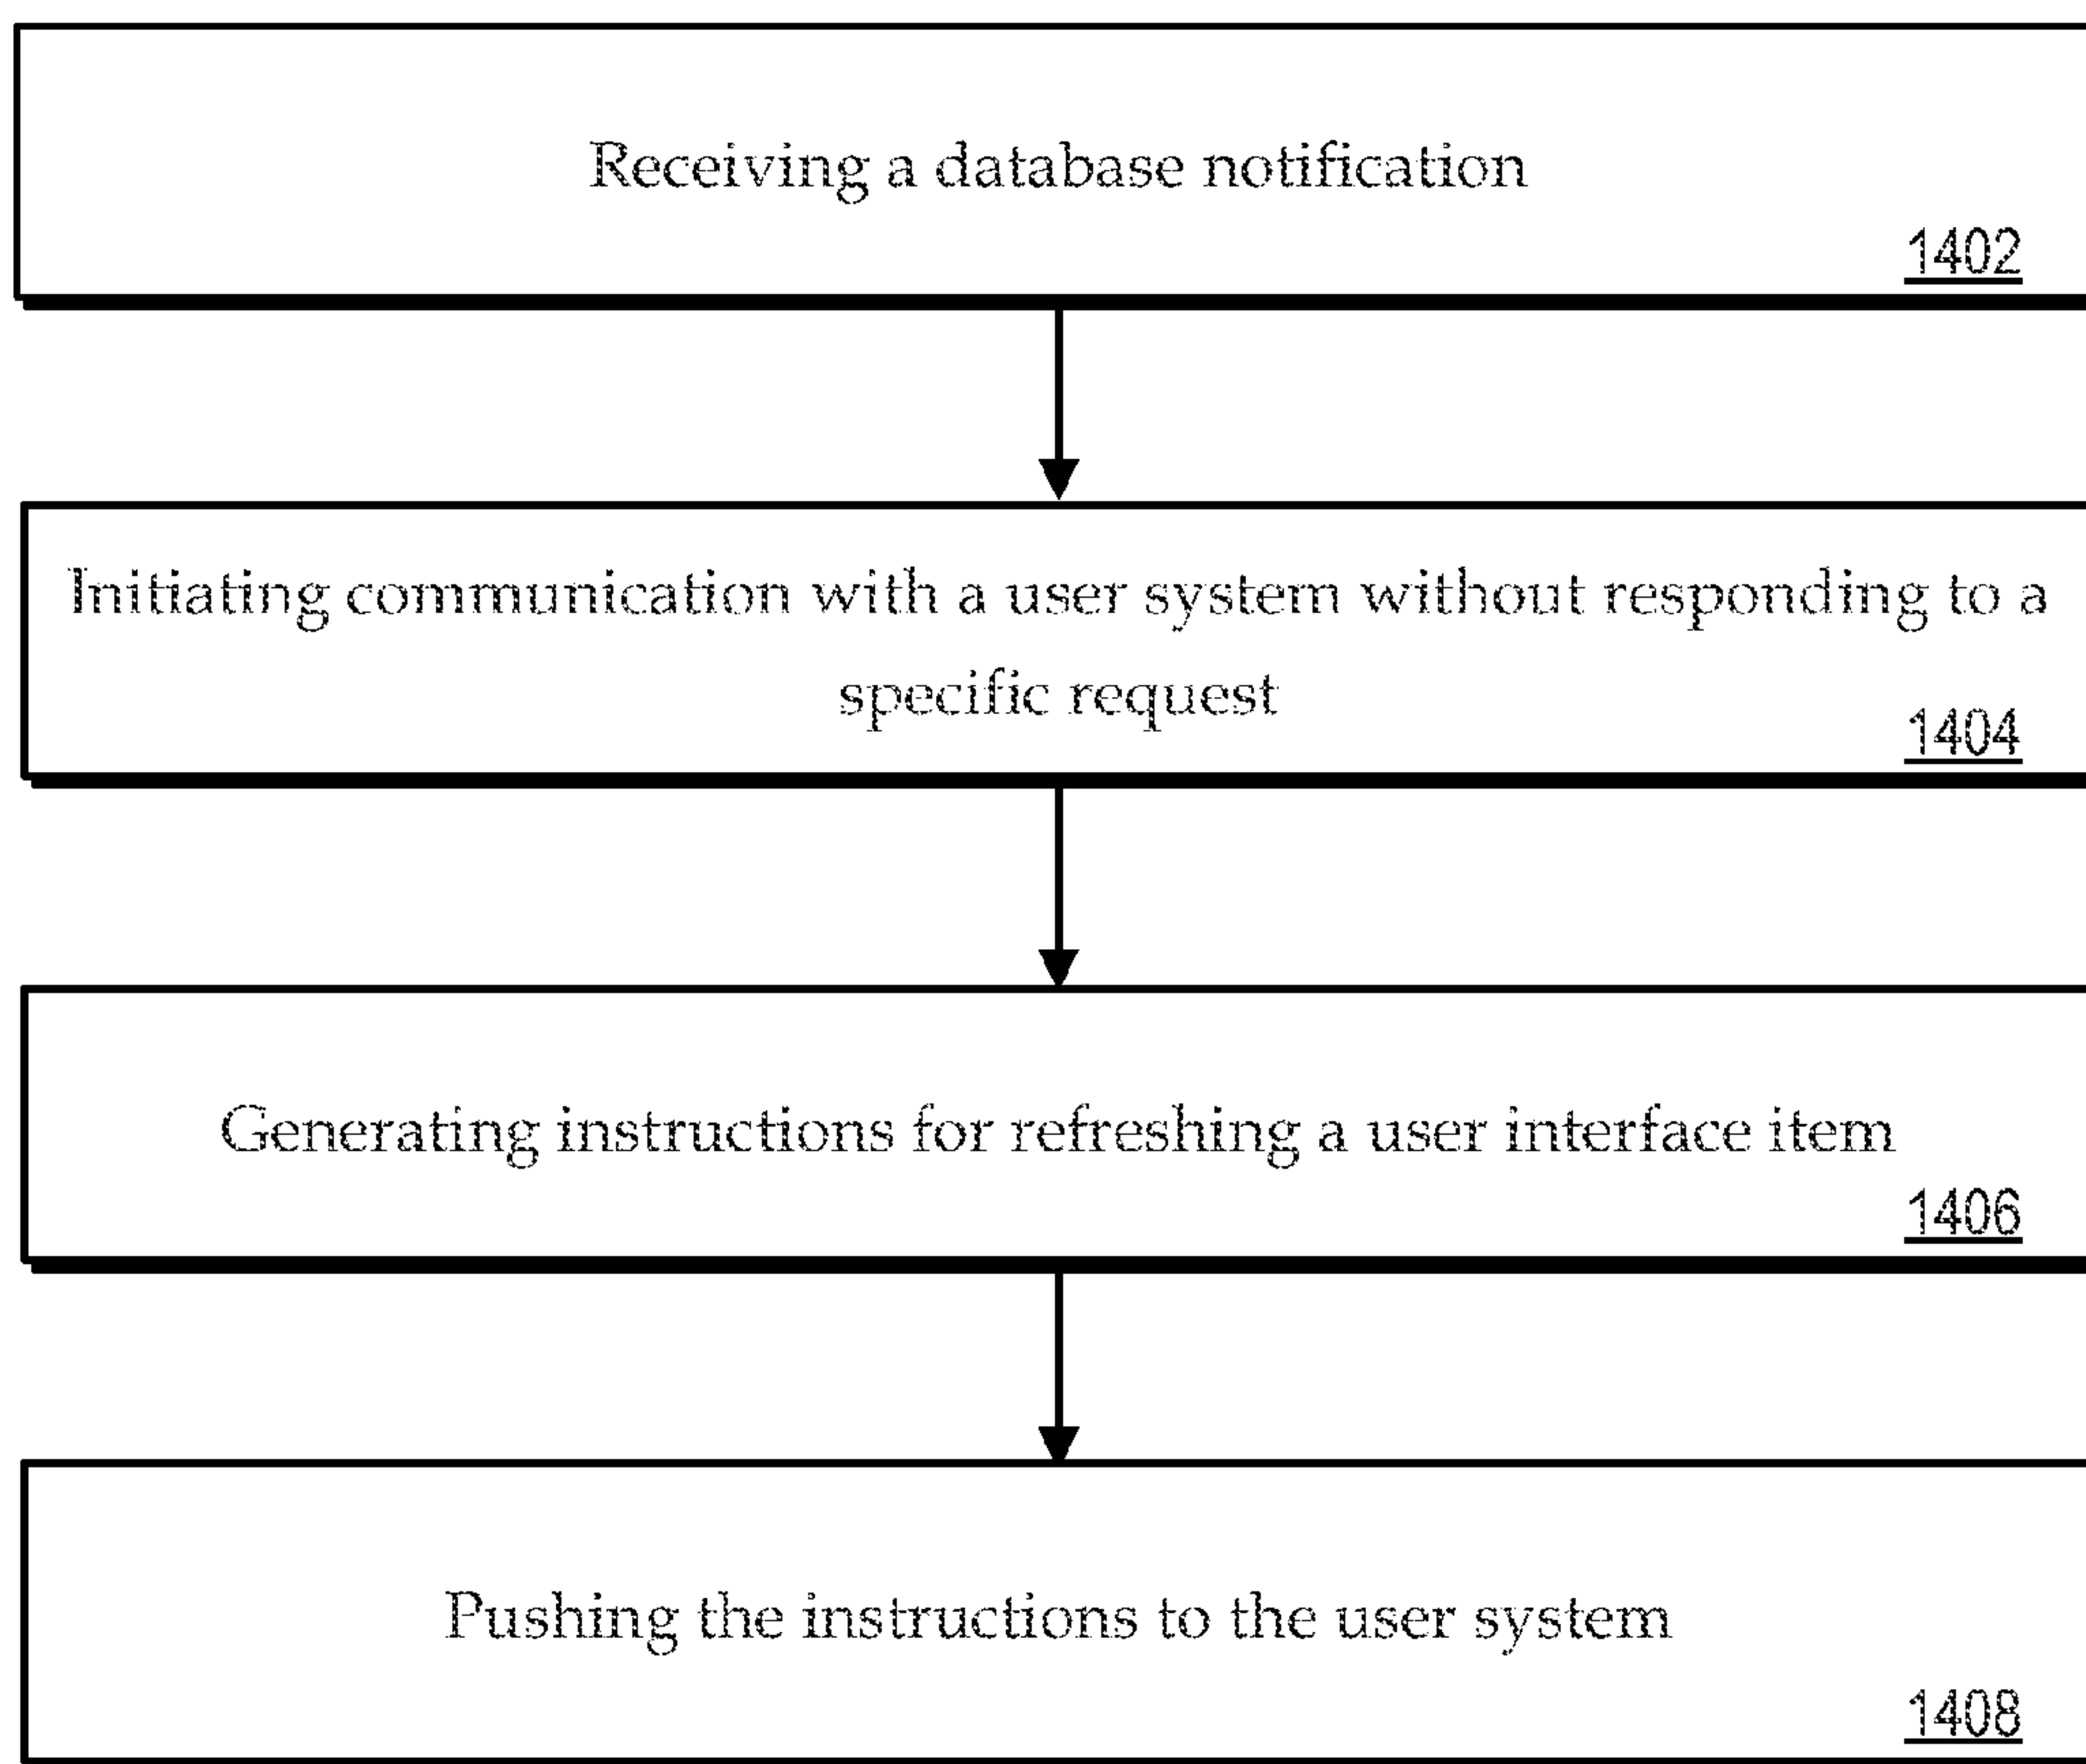 Receiving a database notification
1402
Initiating communication with a user system without responding to a
specific request
1404
Generating instructions for refreshing a user interface item
1406
Pushing the instructions to the user system
1408